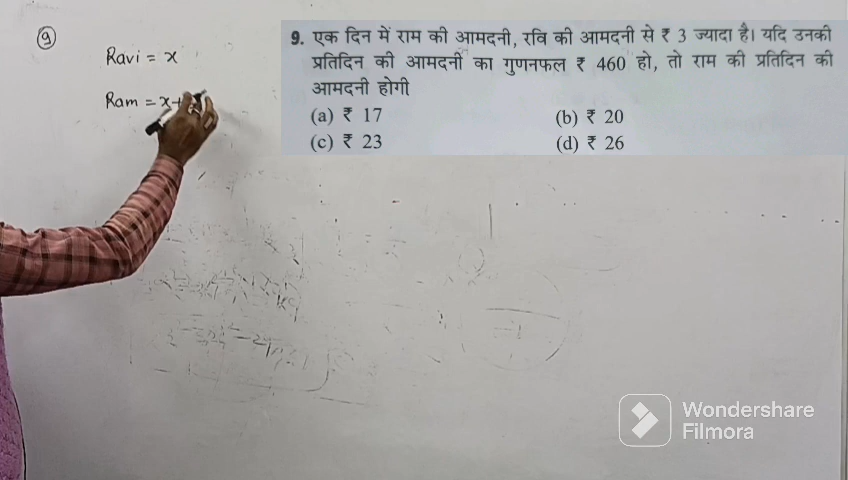 9
Ravi = x
Ram = x+
9. एक दिन में राम की आमदनी, रवि की आमदनी से ₹ 3 ज्यादा है। यदि उनकी
प्रतिदिन की आमदनी का गुणनफल ₹ 460 हो, तो राम की प्रतिदिन की
आमदनी होगी
(a) ₹ 17 (b) ₹ 20
(c) ₹ 23 (d) ₹ 26
Wondershare
Filmora